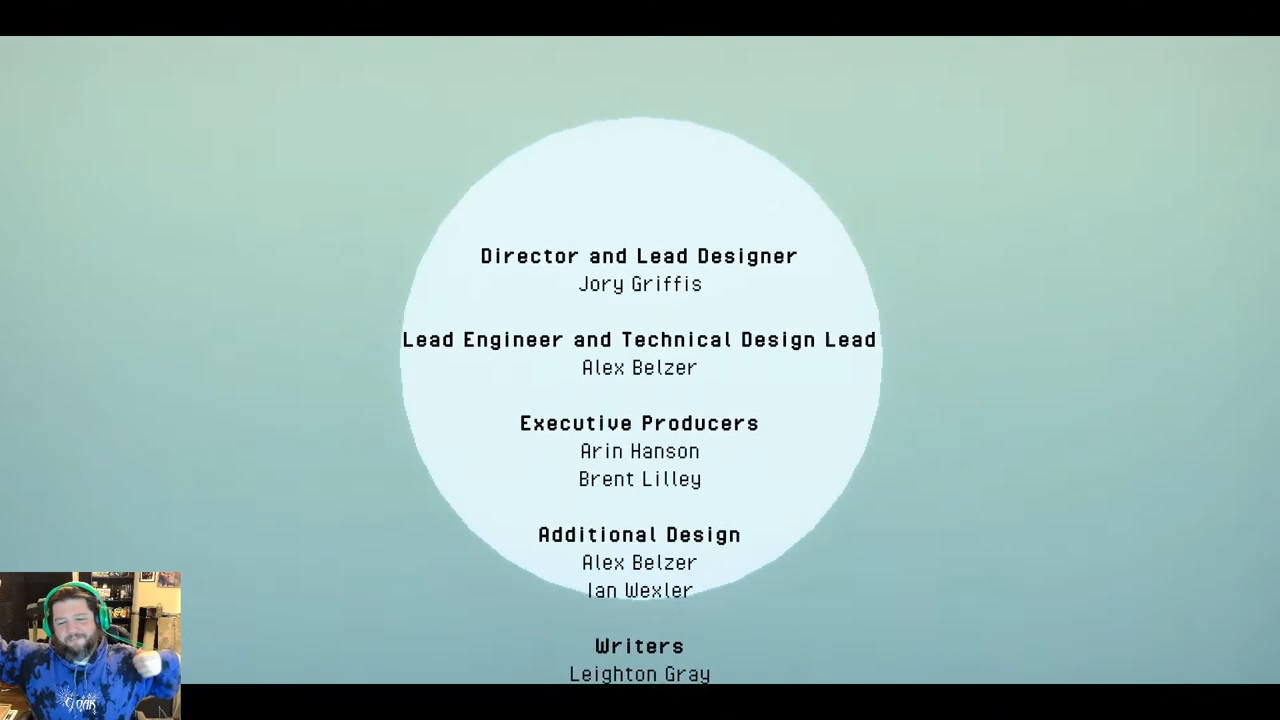 Director and Lead Designer
Jory Griffis
Lead Engineer and Technical Design Lead
Alex Belzer
Executive Producers
Arin Hanson
Brent Lilley
Additional Design
Alex Belzer
Ian Wexler
Writers
Leighton Gray